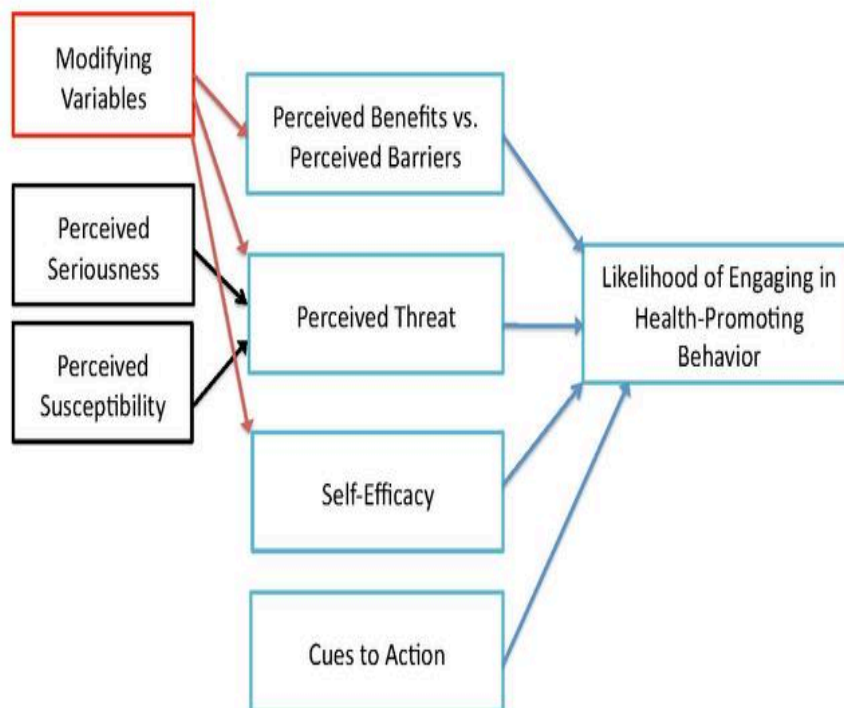 Modifying
Variables
Perceived Benefits vs.
Perceived Barriers
Perceived
Seriousness
Perceived Threat
Likelihood of Engaging in
Health-Promoting
Behavior
Perceived
Susceptibility
Self-Efficacy
Cues to Action